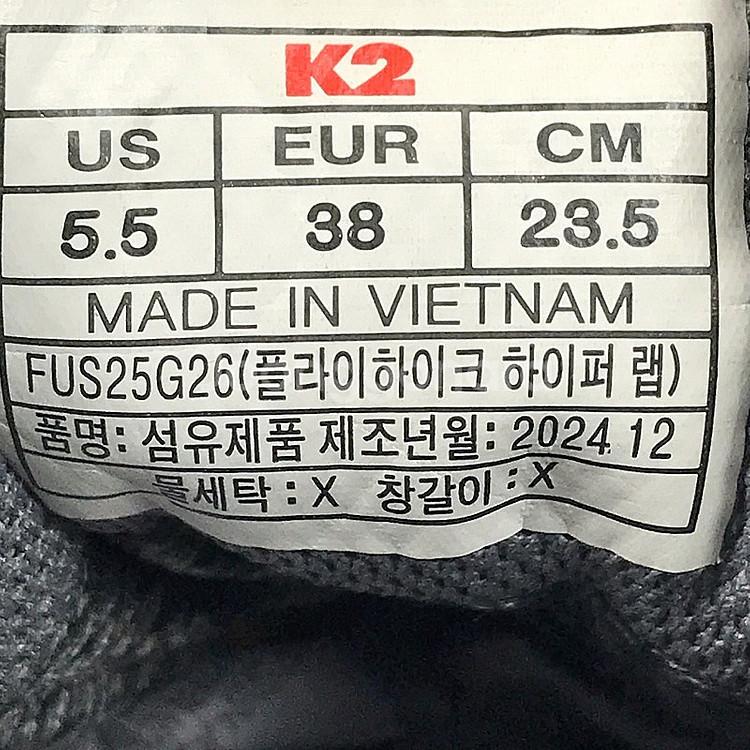 K2
US EUR CM
5.5 38 23.5
MADE IN VIETNAM
FUS25G26(플라이하이크 하이퍼 랩)
품명: 섬유제품 제조년월: 2024.12
물세탁 : X 창갈이 : X